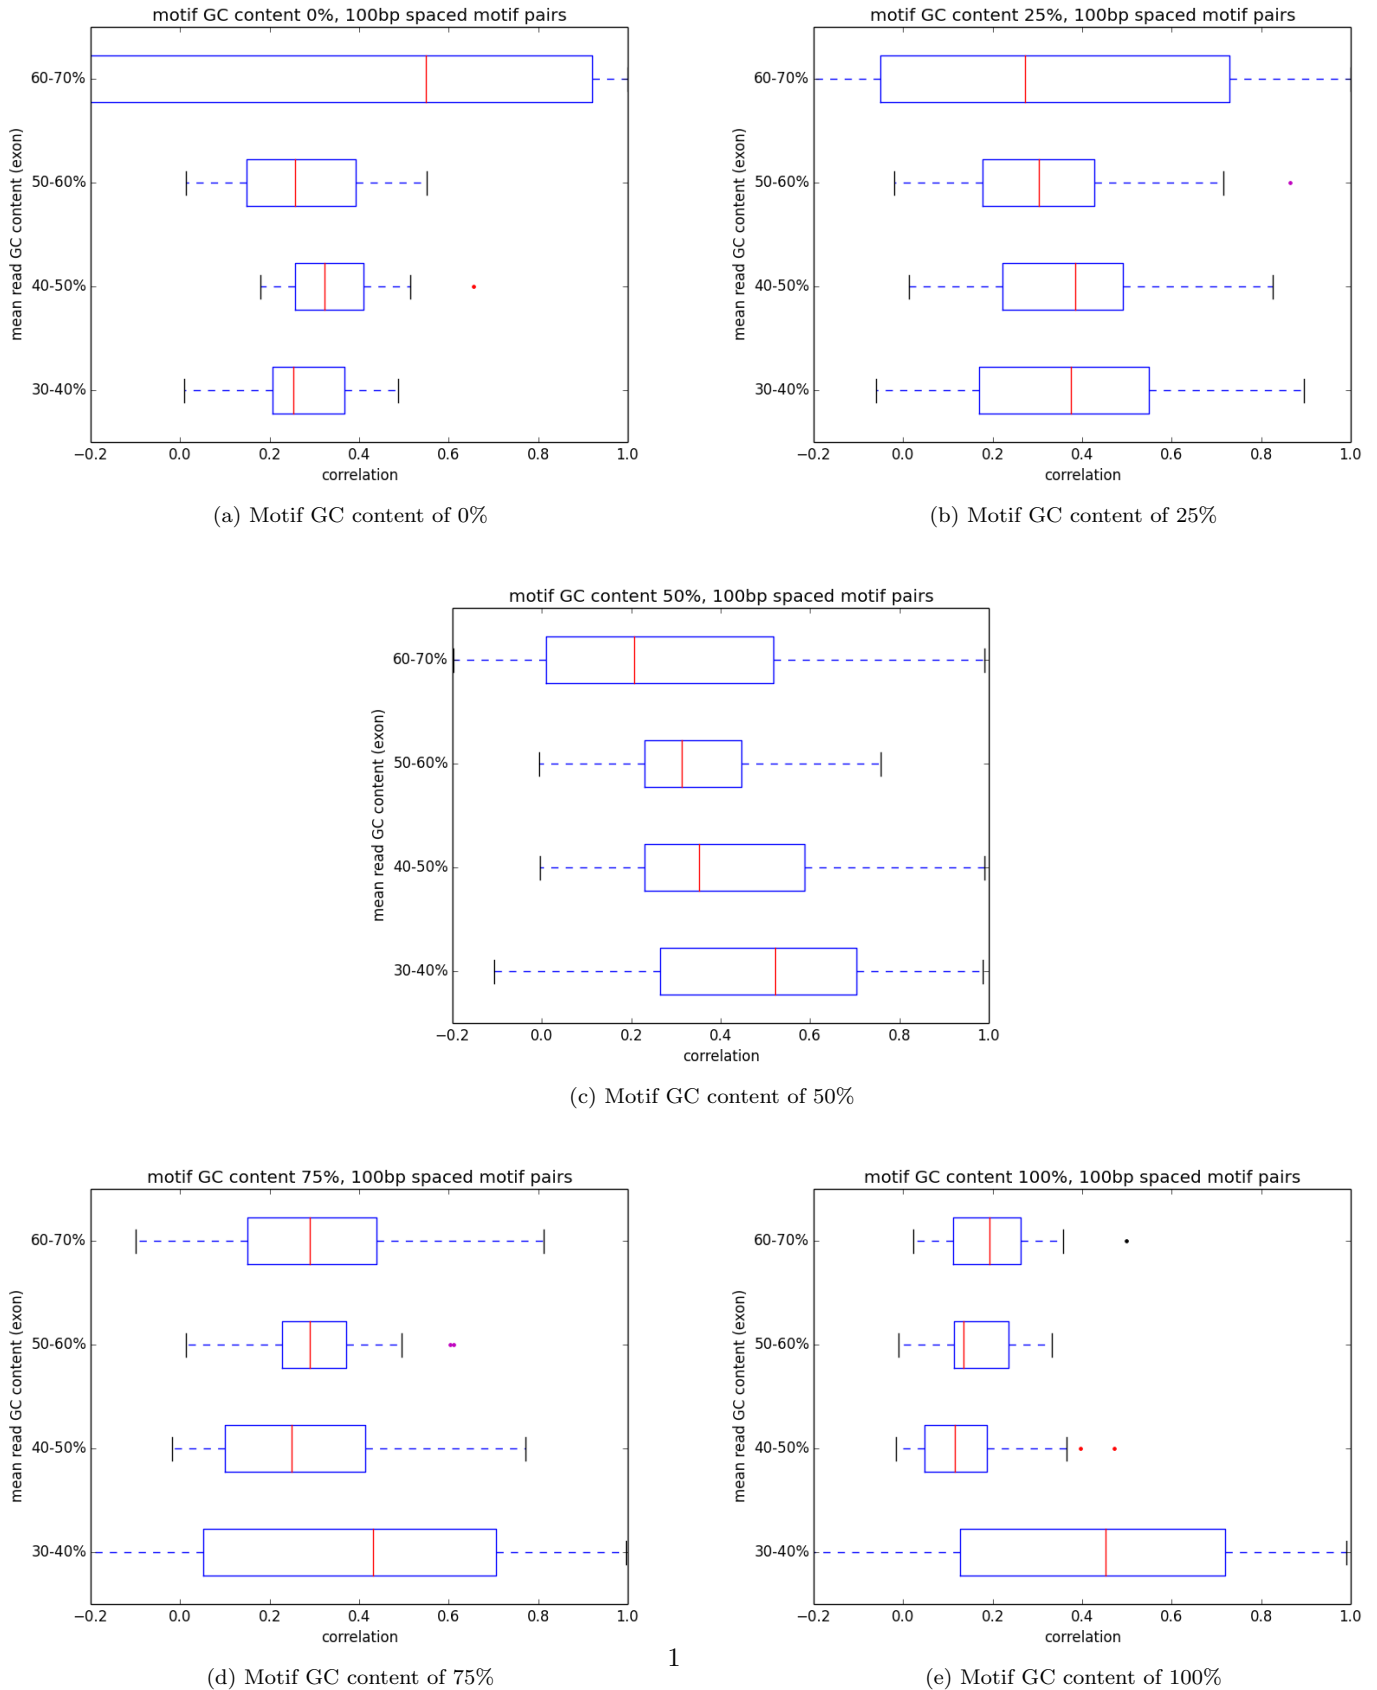 motif GC content 0%, 100bp spaced motif pairs
mean read GC content (exon)
60-70%
50-60%
40-50%
30-40%
−0.2 0.0 0.2 0.4 0.6 0.8 1.0
correlation
(a) Motif GC content of 0%
motif GC content 25%, 100bp spaced motif pairs
mean read GC content (exon)
60-70%
50-60%
40-50%
30-40%
−0.2 0.0 0.2 0.4 0.6 0.8 1.0
correlation
(b) Motif GC content of 25%
motif GC content 50%, 100bp spaced motif pairs
mean read GC content (exon)
60-70%
50-60%
40-50%
30-40%
−0.2 0.0 0.2 0.4 0.6 0.8 1.0
correlation
(c) Motif GC content of 50%
motif GC content 75%, 100bp spaced motif pairs
mean read GC content (exon)
60-70%
50-60%
40-50%
30-40%
−0.2 0.0 0.2 0.4 0.6 0.8 1.0
correlation
(d) Motif GC content of 75%
motif GC content 100%, 100bp spaced motif pairs
mean read GC content (exon)
60-70%
50-60%
40-50%
30-40%
−0.2 0.0 0.2 0.4 0.6 0.8 1.0
correlation
(e) Motif GC content of 100%
1